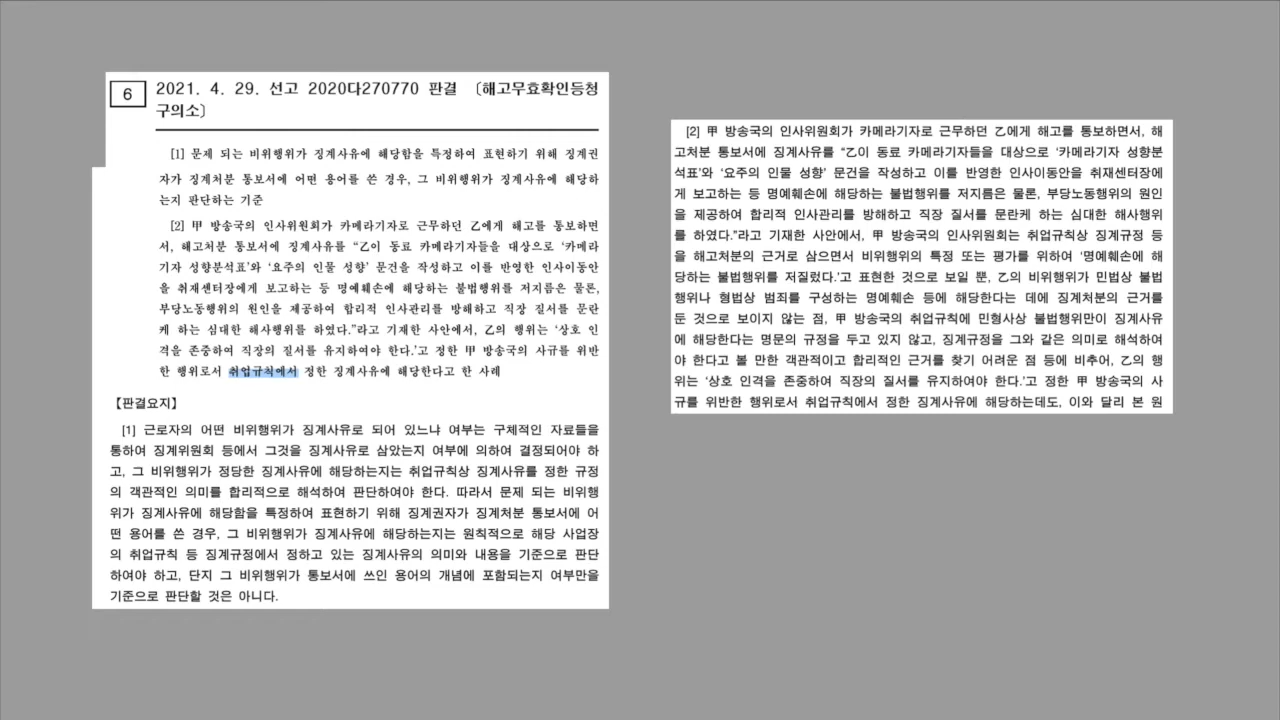 6
2021. 4. 29. 선고 2020다270770 판결 〔해고무효확인등청
구의소〕
[1] 문제 되는 비위행위가 징계사유에 해당함을 특정하여 표현하기 위해 징계권
자가 징계처분 통보서에 어떤 용어를 쓴 경우, 그 비위행위가 징계사유에 해당하
는지 판단하는 기준
[2] 甲 방송국의 인사위원회가 카메라기자로 근무하던 乙에게 해고를 통보하면
서, 해고처분 통보서에 징계사유를 “乙이 동료 카메라기자들을 대상으로 ‘카메라
기자 성향분석표’와 ‘요주의 인물 성향’ 문건을 작성하고 이를 반영한 인사이동안
을 취재센터장에게 보고하는 등 명예훼손에 해당하는 불법행위를 저지름은 물론,
부당노동행위의 원인을 제공하여 합리적 인사관리를 방해하고 직장 질서를 문란
케 하는 심대한 해사행위를 하였다.”라고 기재한 사안에서, 乙의 행위는 ‘상호 인
격을 존중하여 직장의 질서를 유지하여야 한다.’고 정한 甲 방송국의 사규를 위반
한 행위로서 취업규칙에서 정한 징계사유에 해당한다고 한 사례
【판결요지】
[1] 근로자의 어떤 비위행위가 징계사유로 되어 있느냐 여부는 구체적인 자료들을
통하여 징계위원회 등에서 그것을 징계사유로 삼았는지 여부에 의하여 결정되어야 하
고, 그 비위행위가 정당한 징계사유에 해당하는지는 취업규칙상 징계사유를 정한 규정
의 객관적인 의미를 합리적으로 해석하여 판단하여야 한다. 따라서 문제 되는 비위행
위가 징계사유에 해당함을 특정하여 표현하기 위해 징계권자가 징계처분 통보서에 어
떤 용어를 쓴 경우, 그 비위행위가 징계사유에 해당하는지는 원칙적으로 해당 사업장
의 취업규칙 등 징계규정에서 정하고 있는 징계사유의 의미와 내용을 기준으로 판단
하여야 하고, 단지 그 비위행위가 통보서에 쓰인 용어의 개념에 포함되는지 여부만을
기준으로 판단할 것은 아니다.
[2] 甲 방송국의 인사위원회가 카메라기자로 근무하던 乙에게 해고를 통보하면서, 해
고처분 통보서에 징계사유를 “乙이 동료 카메라기자들을 대상으로 ‘카메라기자 성향분
석표’와 ‘요주의 인물 성향’ 문건을 작성하고 이를 반영한 인사이동안을 취재센터장에
게 보고하는 등 명예훼손에 해당하는 불법행위를 저지름은 물론, 부당노동행위의 원인
을 제공하여 합리적 인사관리를 방해하고 직장 질서를 문란케 하는 심대한 해사행위
를 하였다.”라고 기재한 사안에서, 甲 방송국의 인사위원회는 취업규칙상 징계규정 등
을 해고처분의 근거로 삼으면서 비위행위의 특정 또는 평가를 위하여 ‘명예훼손에 해
당하는 불법행위를 저질렀다.’고 표현한 것으로 보일 뿐, 乙의 비위행위가 민법상 불법
행위나 형법상 범죄를 구성하는 명예훼손 등에 해당한다는 데에 징계처분의 근거를
둔 것으로 보이지 않는 점, 甲 방송국의 취업규칙에 민형사상 불법행위만이 징계사유
에 해당한다는 명문의 규정을 두고 있지 않고, 징계규정을 그와 같은 의미로 해석하여
야 한다고 볼 만한 객관적이고 합리적인 근거를 찾기 어려운 점 등에 비추어, 乙의 행
위는 ‘상호 인격을 존중하여 직장의 질서를 유지하여야 한다.’고 정한 甲 방송국의 사
규를 위반한 행위로서 취업규칙에서 정한 징계사유에 해당하는데도, 이와 달리 본 원